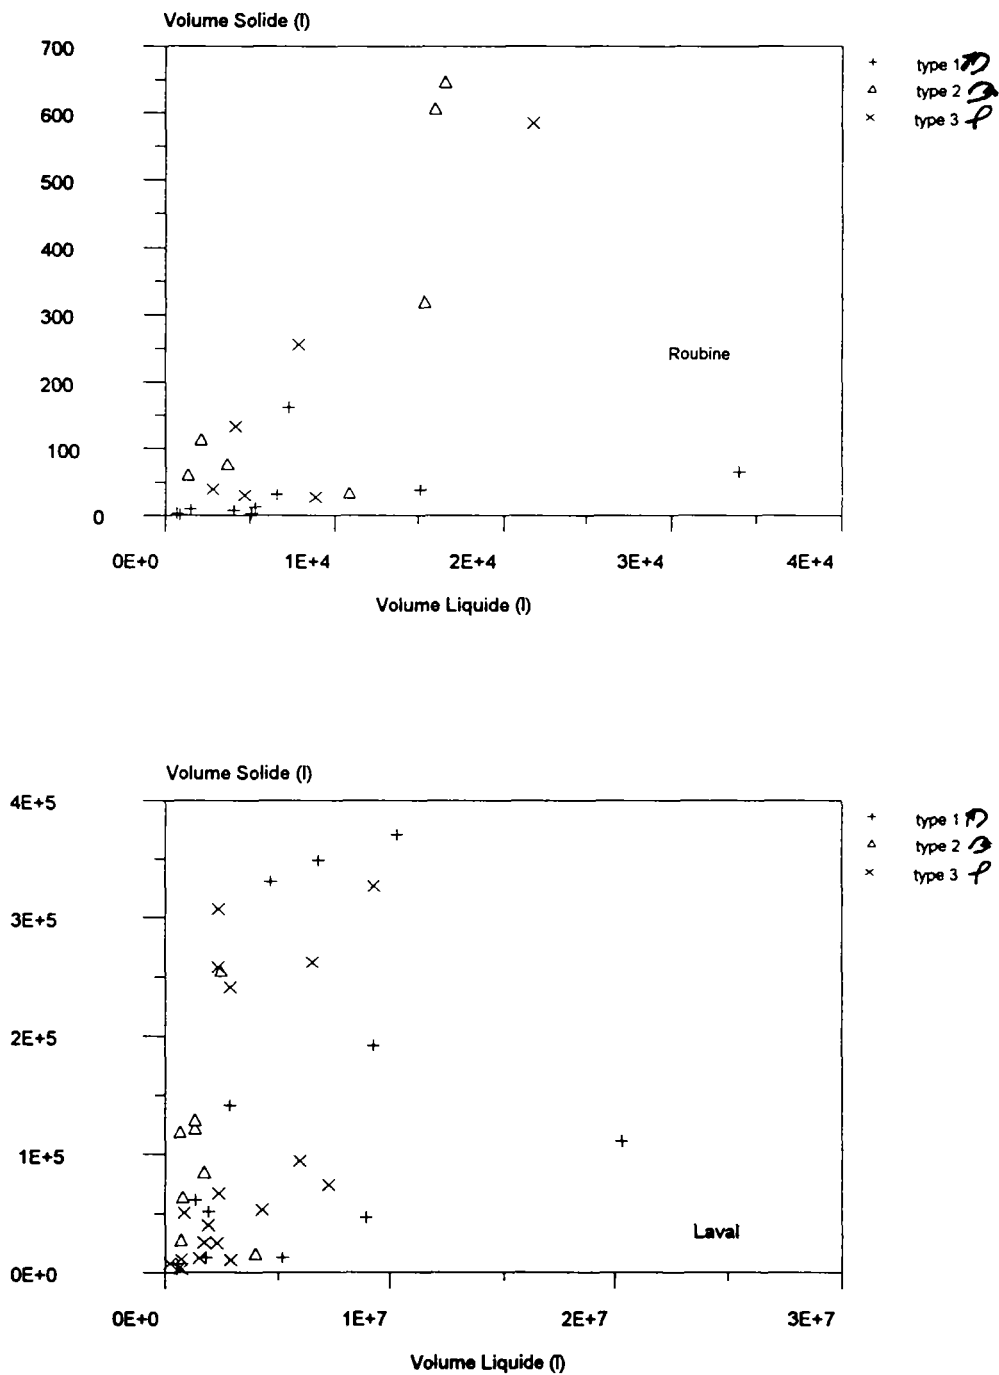 Volume Solide (l)
700
600
500
400
300
200
100
0
0E+0 1E+4 2E+4 3E+4 4E+4
Volume Liquide (l)
Roubine
type 1
type 2
type 3
Volume Solide (l)
4E+5
3E+5
2E+5
1E+5
0E+0
0E+0 1E+7 2E+7 3E+7
Volume Liquide (l)
Laval
type 1
type 2
type 3